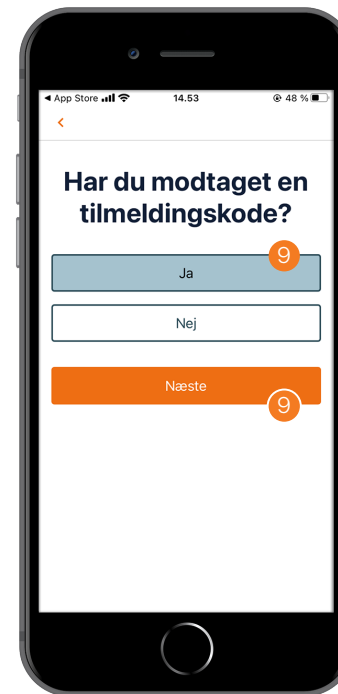 ◀ App Store 14.53 48 %
Har du modtaget en
tilmeldingskode?
9
Ja
Nej
Næste
9